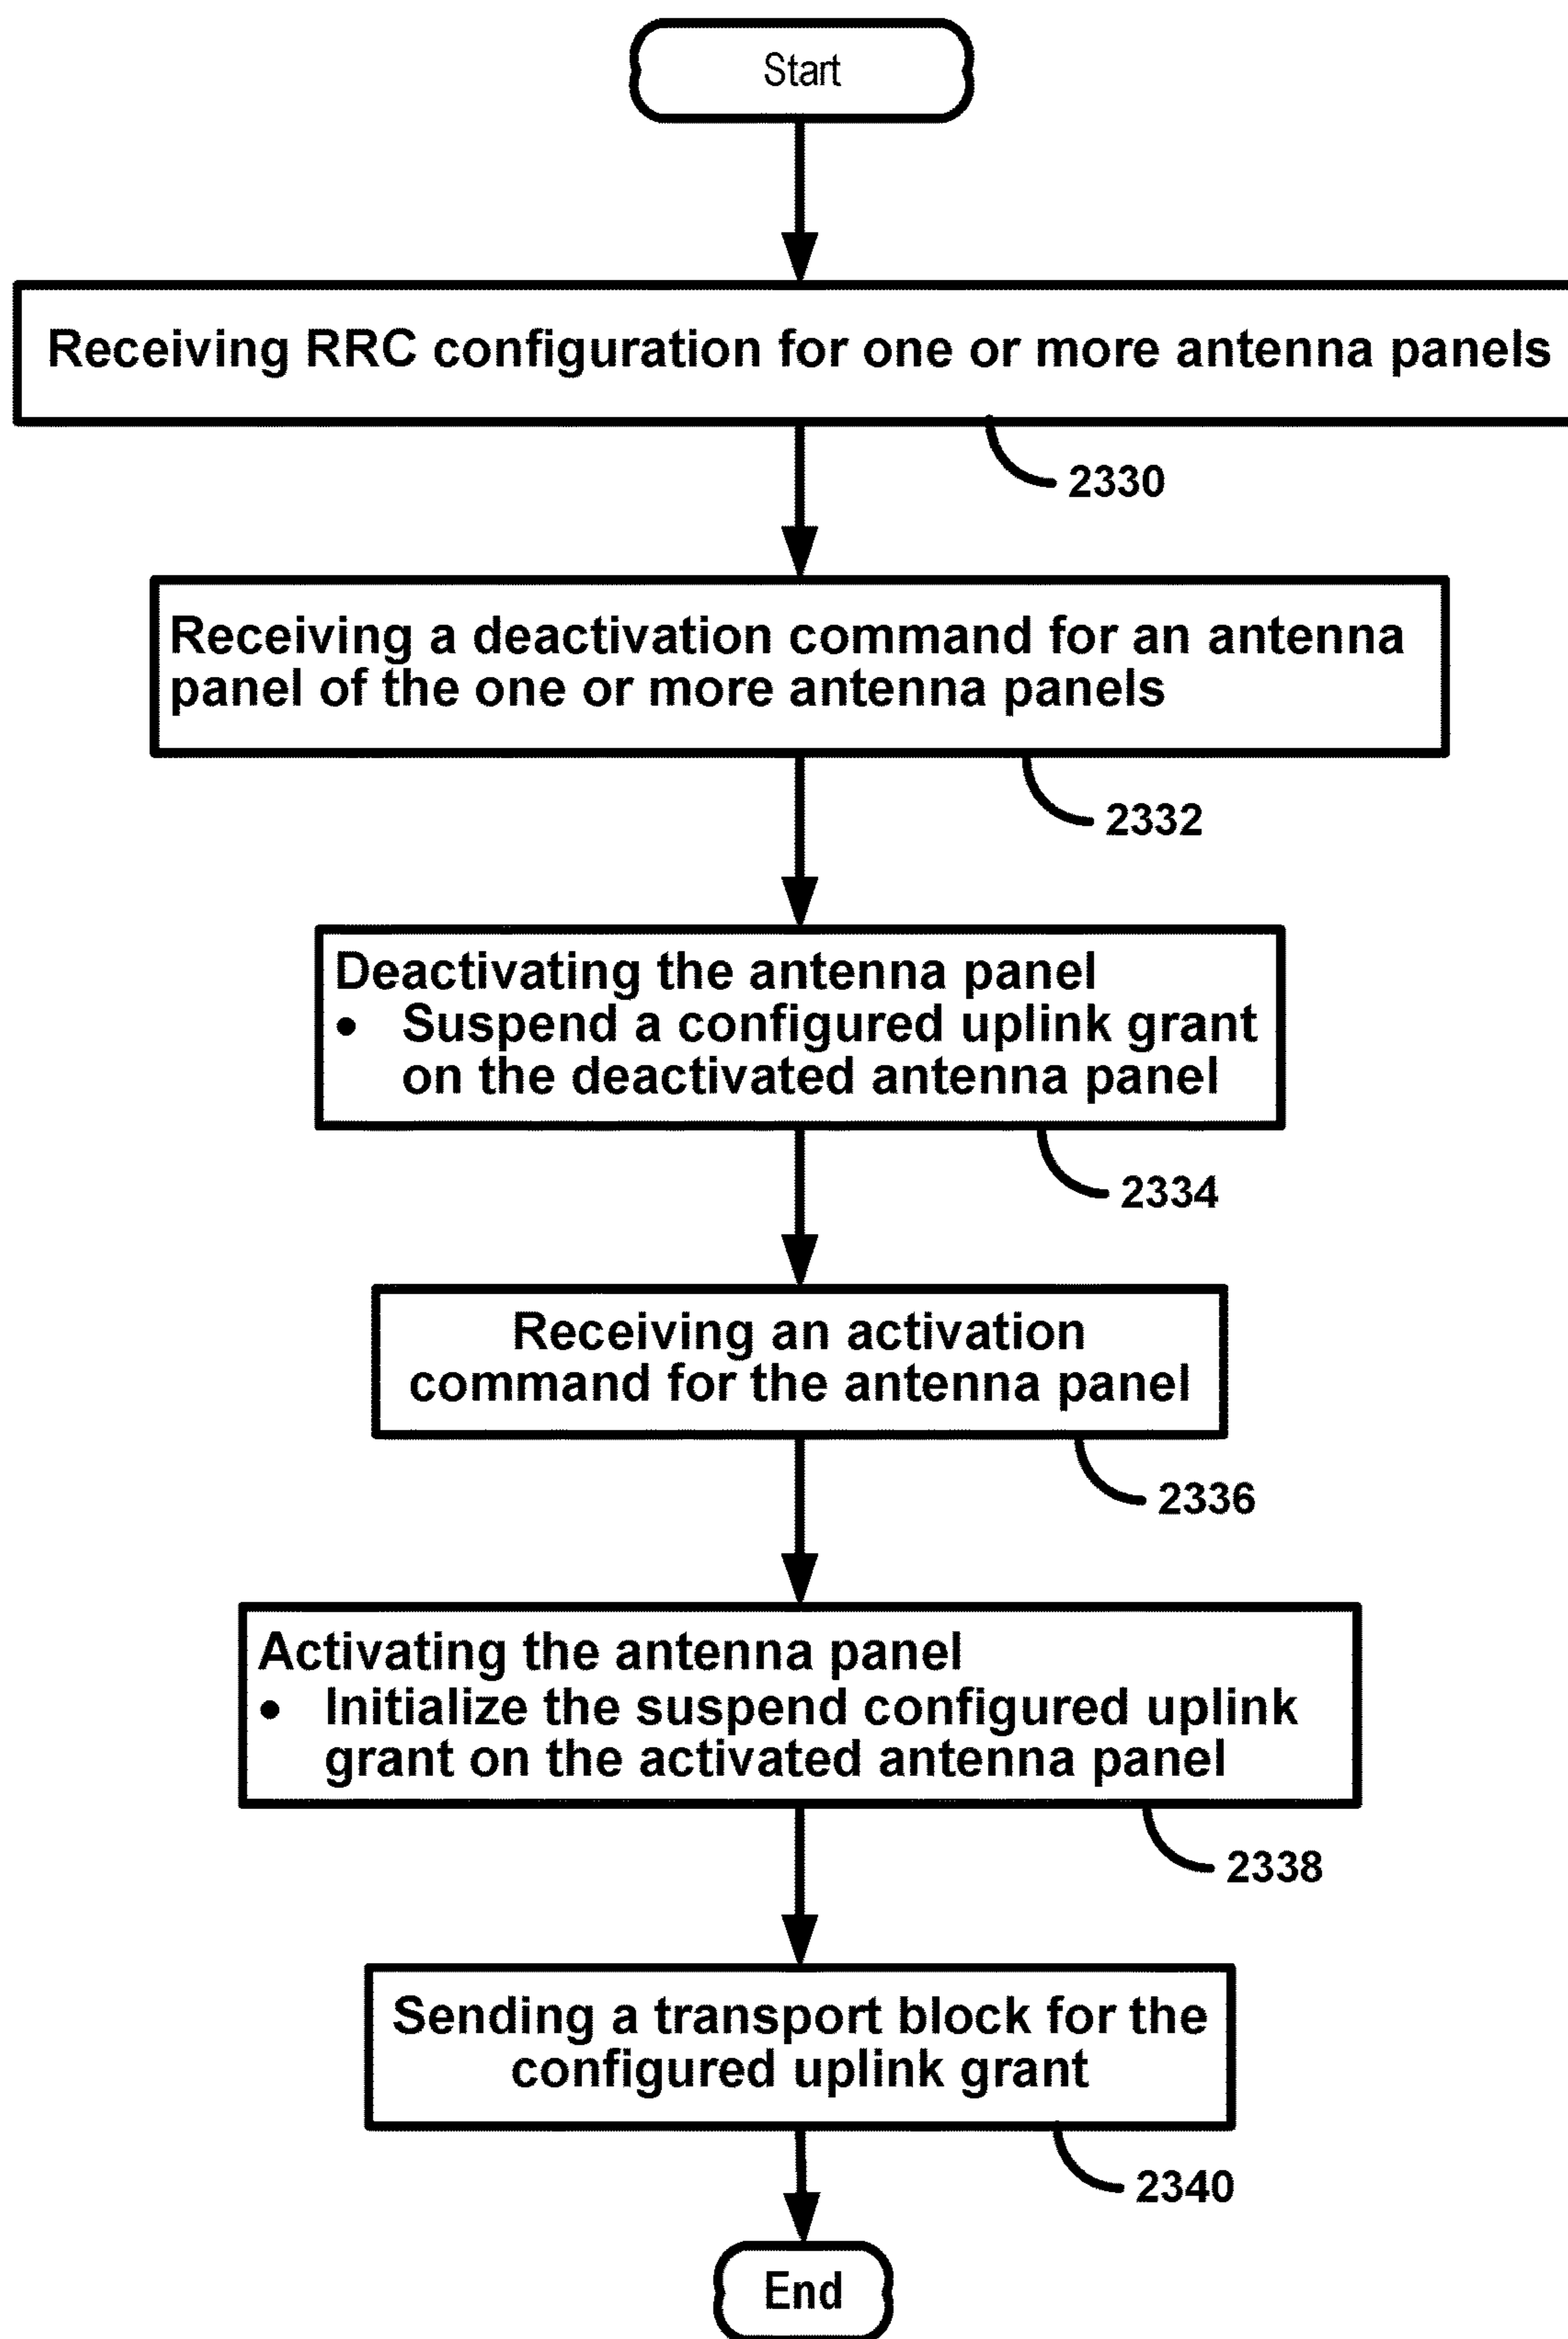 Start
Receiving RRC configuration for one or more antenna panels
2330
Receiving a deactivation command for an antenna
panel of the one or more antenna panels
2332
Deactivating the antenna panel
• Suspend a configured uplink grant
on the deactivated antenna panel
2334
Receiving an activation
command for the antenna panel
2336
Activating the antenna panel
• Initialize the suspend configured uplink
grant on the activated antenna panel
2338
Sending a transport block for the
configured uplink grant
2340
End